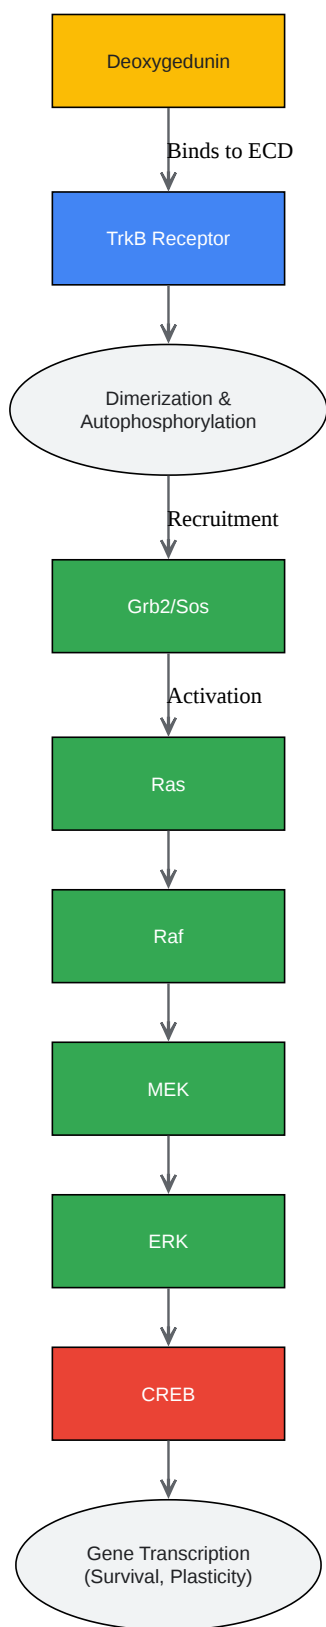 Deoxygedunin
Binds to ECD
TrkB Receptor
Dimerization &
Autophosphorylation
Recruitment
Grb2/Sos
Activation
Ras
Raf
MEK
ERK
CREB
Gene Transcription
(Survival, Plasticity)